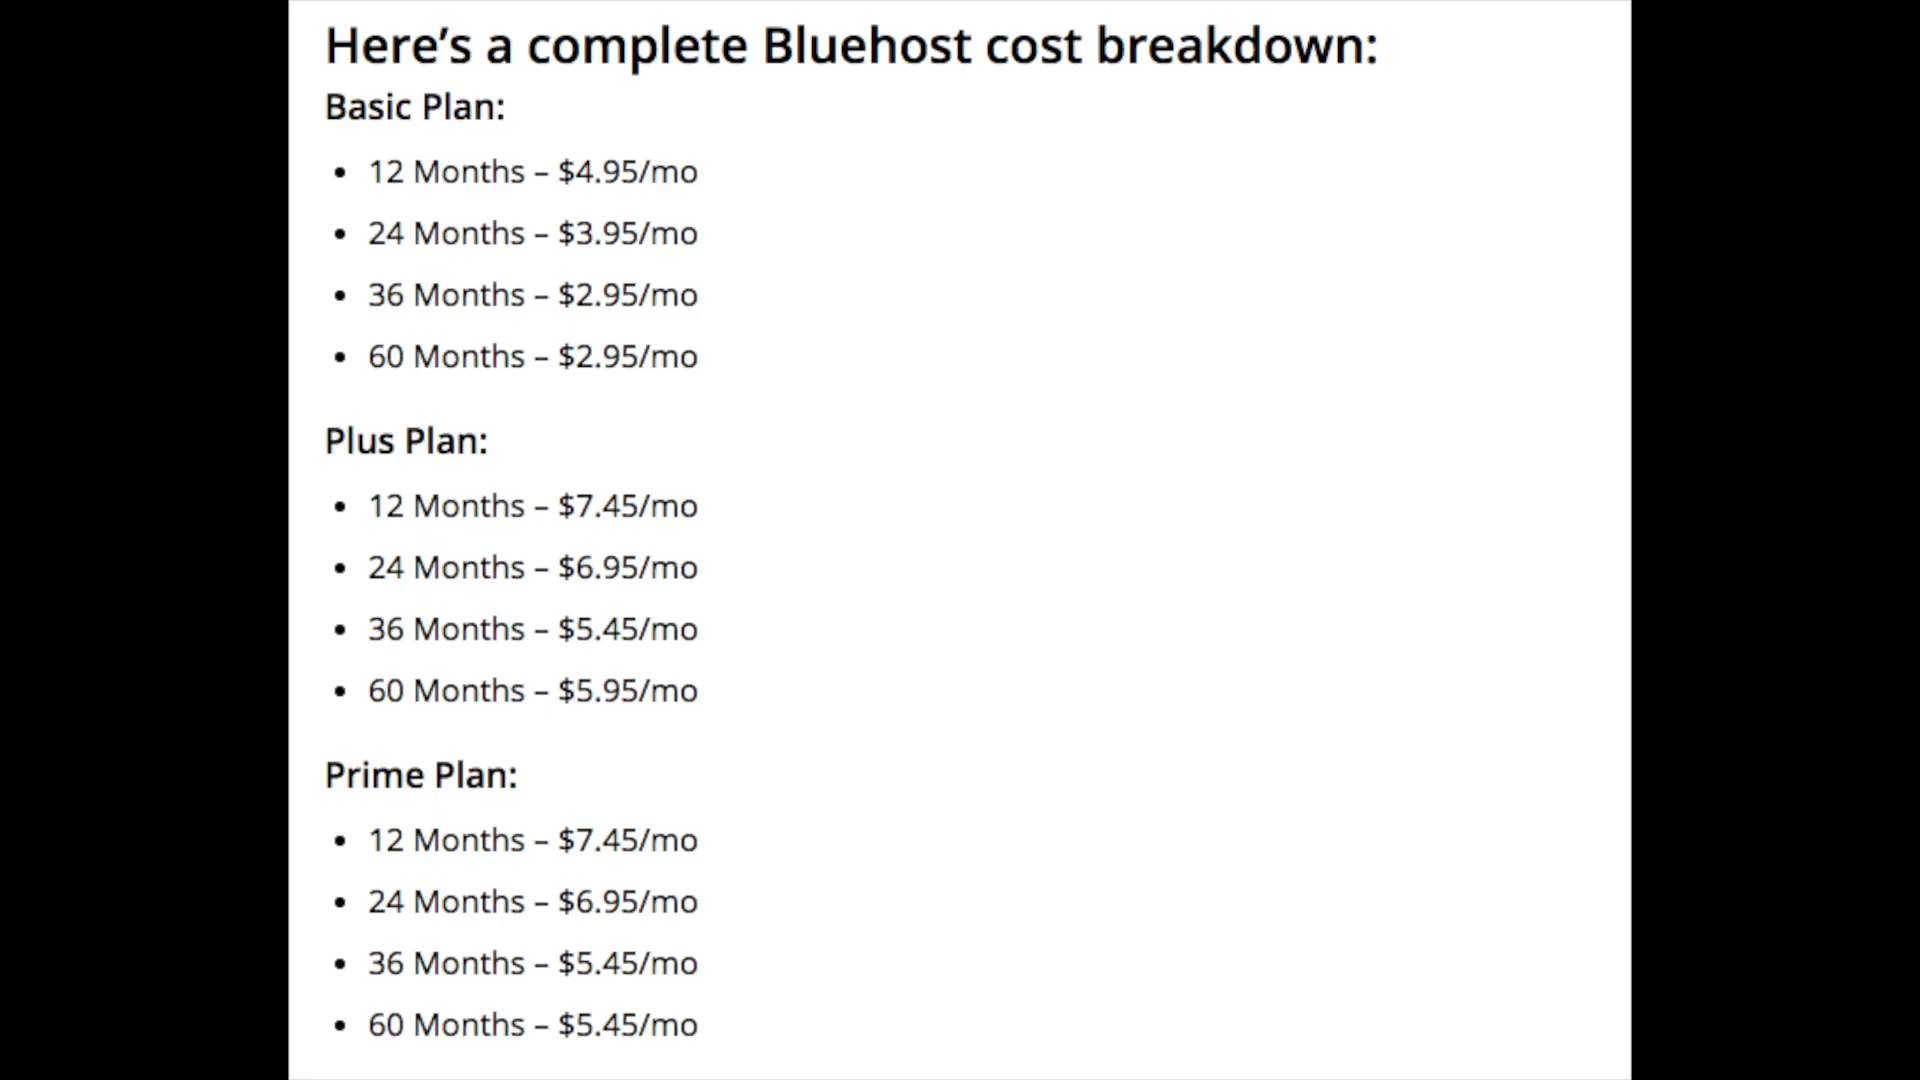 Here’s a complete Bluehost cost breakdown:
Basic Plan:
• 12 Months – $4.95/mo
• 24 Months – $3.95/mo
• 36 Months – $2.95/mo
• 60 Months – $2.95/mo
Plus Plan:
• 12 Months – $7.45/mo
• 24 Months – $6.95/mo
• 36 Months – $5.45/mo
• 60 Months – $5.95/mo
Prime Plan:
• 12 Months – $7.45/mo
• 24 Months – $6.95/mo
• 36 Months – $5.45/mo
• 60 Months – $5.45/mo